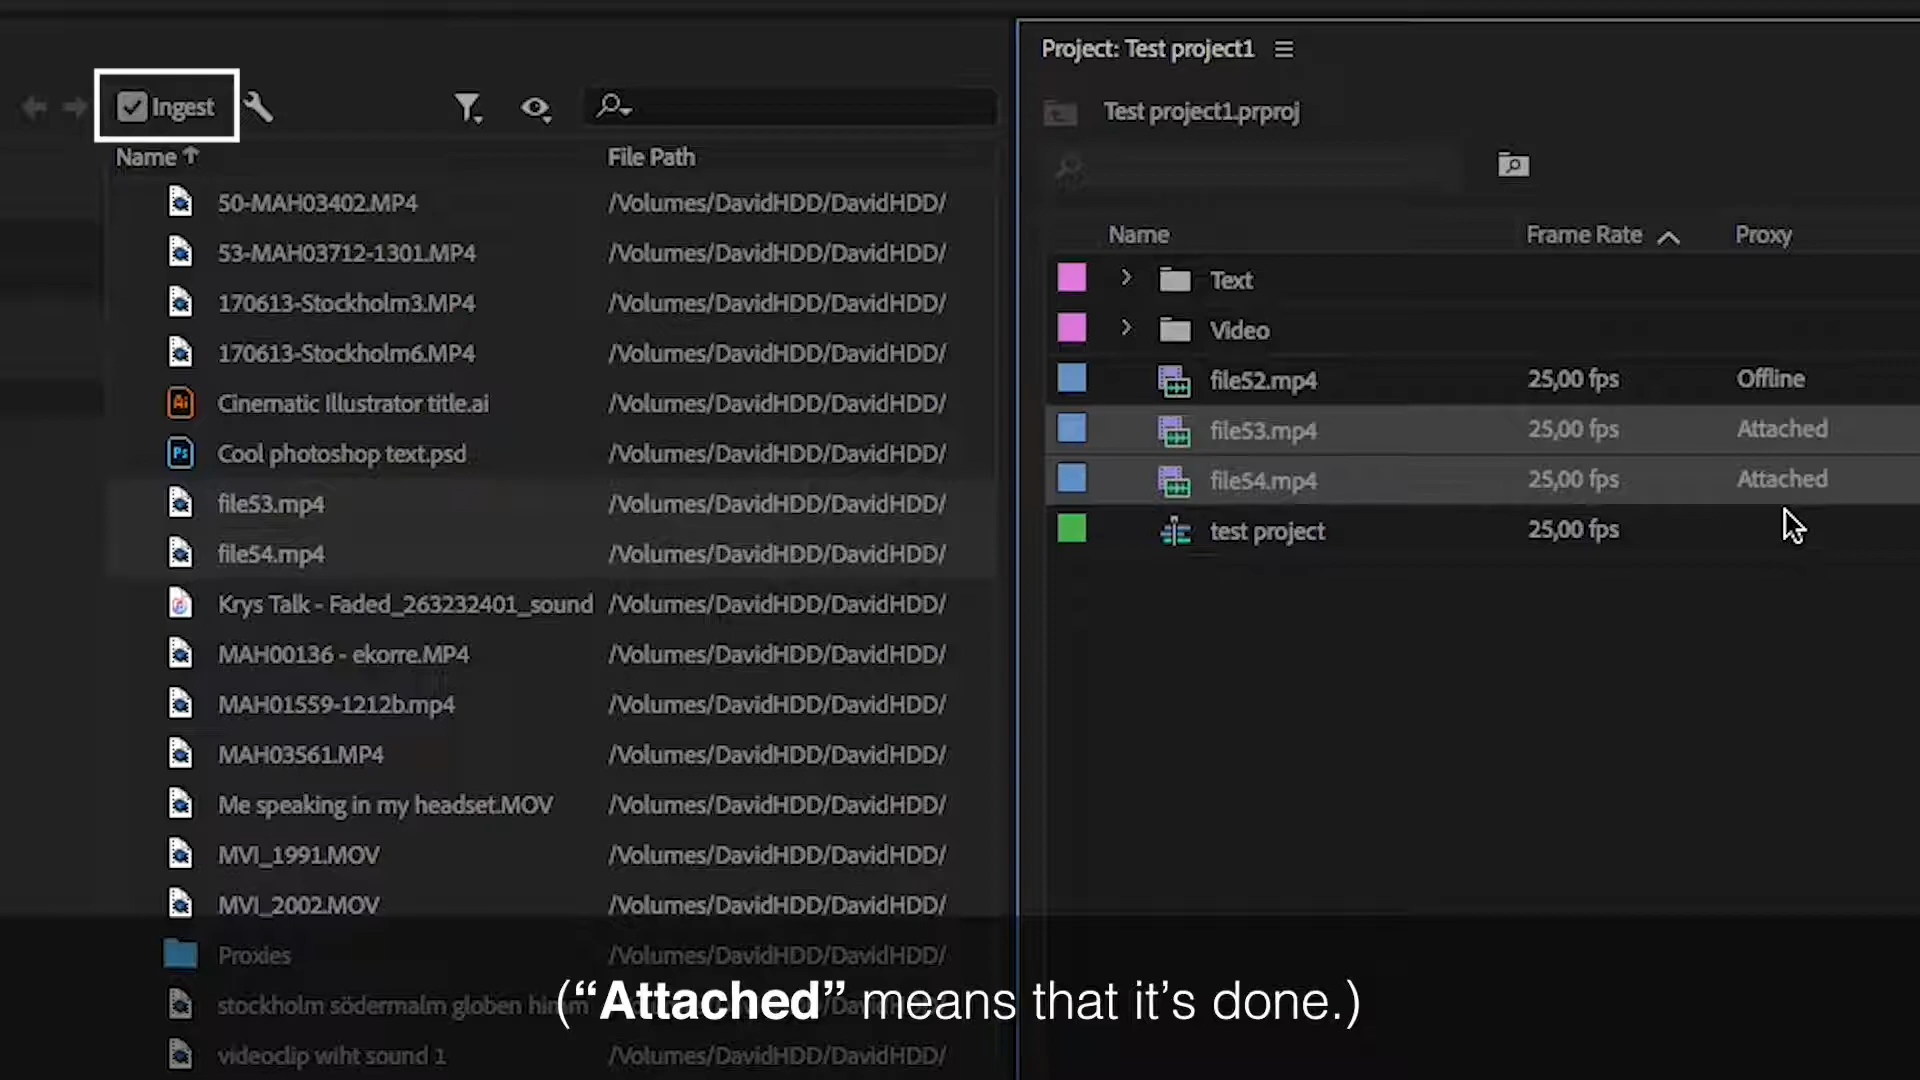 Ingest
Name
File Path
50-MAH03402.MP4 /Volumes/DavidHDD/DavidHDD/
53-MAH03712-1301.MP4 /Volumes/DavidHDD/DavidHDD/
170613-Stockholm3.MP4 /Volumes/DavidHDD/DavidHDD/
170613-Stockholm6.MP4 /Volumes/DavidHDD/DavidHDD/
Ai Cinematic Illustrator title.ai /Volumes/DavidHDD/DavidHDD/
Ps Cool photoshop text.psd /Volumes/DavidHDD/DavidHDD/
file53.mp4 /Volumes/DavidHDD/DavidHDD/
file54.mp4 /Volumes/DavidHDD/DavidHDD/
Krys Talk - Faded_263232401_sound /Volumes/DavidHDD/DavidHDD/
MAH00136 - ekorre.MP4 /Volumes/DavidHDD/DavidHDD/
MAH01559-1212b.mp4 /Volumes/DavidHDD/DavidHDD/
MAH03561.MP4 /Volumes/DavidHDD/DavidHDD/
Me speaking in my headset.MOV /Volumes/DavidHDD/DavidHDD/
MVI_1991.MOV /Volumes/DavidHDD/DavidHDD/
MVI_2002.MOV /Volumes/DavidHDD/DavidHDD/
Proxies /Volumes/DavidHDD/DavidHDD/
stockholm södermalm globen himm /Volumes/DavidHDD/DavidHDD/
videoclip wiht sound 1 /Volumes/DavidHDD/DavidHDD/
Project: Test project1
Test project1.prproj
Name Frame Rate Proxy
Text
Video
file52.mp4 25,00 fps Offline
file53.mp4 25,00 fps Attached
file54.mp4 25,00 fps Attached
test project 25,00 fps
(“Attached” means that it’s done.)